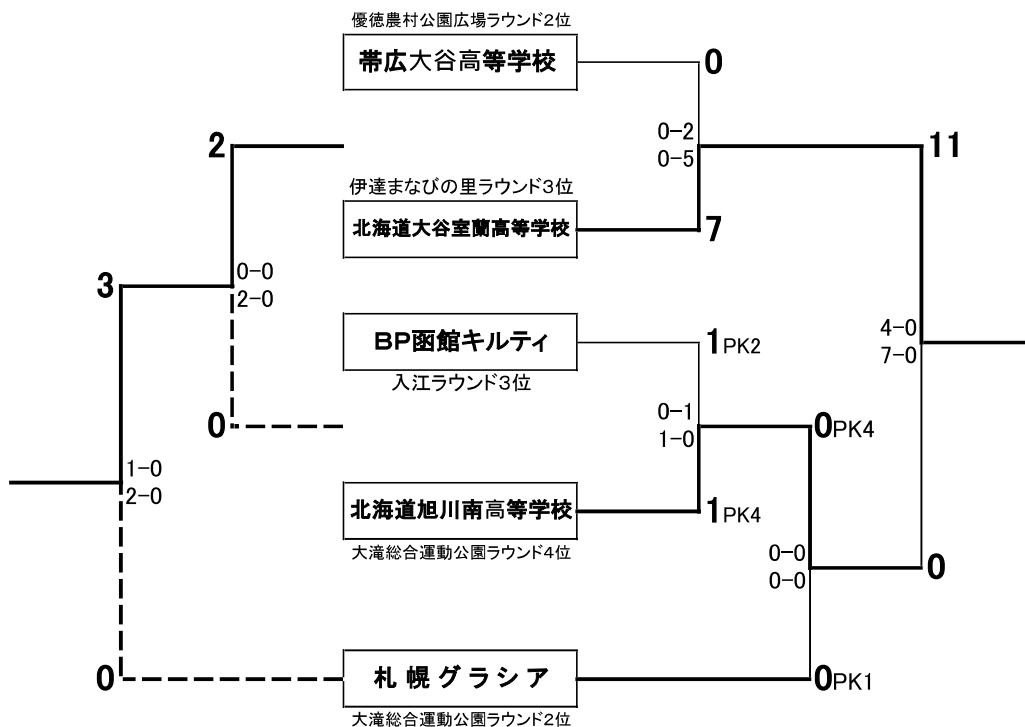 優徳農村公園広場ラウンド2位
帯広大谷高等学校
0
0-2
0-5
2
11
伊達まなびの里ラウンド3位
北海道大谷室蘭高等学校
7
3
0-0
2-0
BP函館キルティ
1PK2
4-0
7-0
入江ラウンド3位
0
0-1
1-0
0PK4
1-0
2-0
北海道旭川南高等学校
1PK4
大滝総合運動公園ラウンド4位
0-0
0-0
0
0
札幌グラシア
0PK1
大滝総合運動公園ラウンド2位